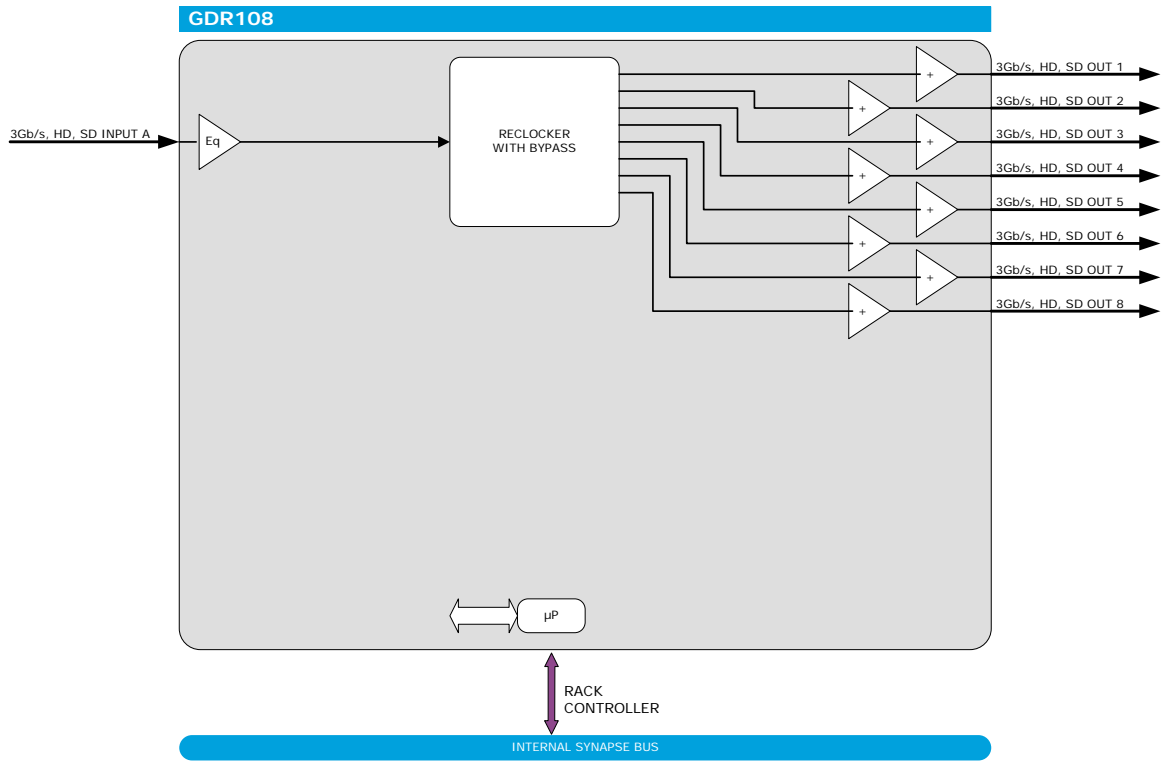 GDR108
3Gb/s, HD, SD INPUT A
Eq
RECLOCKER
WITH BYPASS
+
3Gb/s, HD, SD OUT 1
+
3Gb/s, HD, SD OUT 2
+
3Gb/s, HD, SD OUT 3
+
3Gb/s, HD, SD OUT 4
+
3Gb/s, HD, SD OUT 5
+
3Gb/s, HD, SD OUT 6
+
3Gb/s, HD, SD OUT 7
+
3Gb/s, HD, SD OUT 8
µP
RACK
CONTROLLER
INTERNAL SYNAPSE BUS